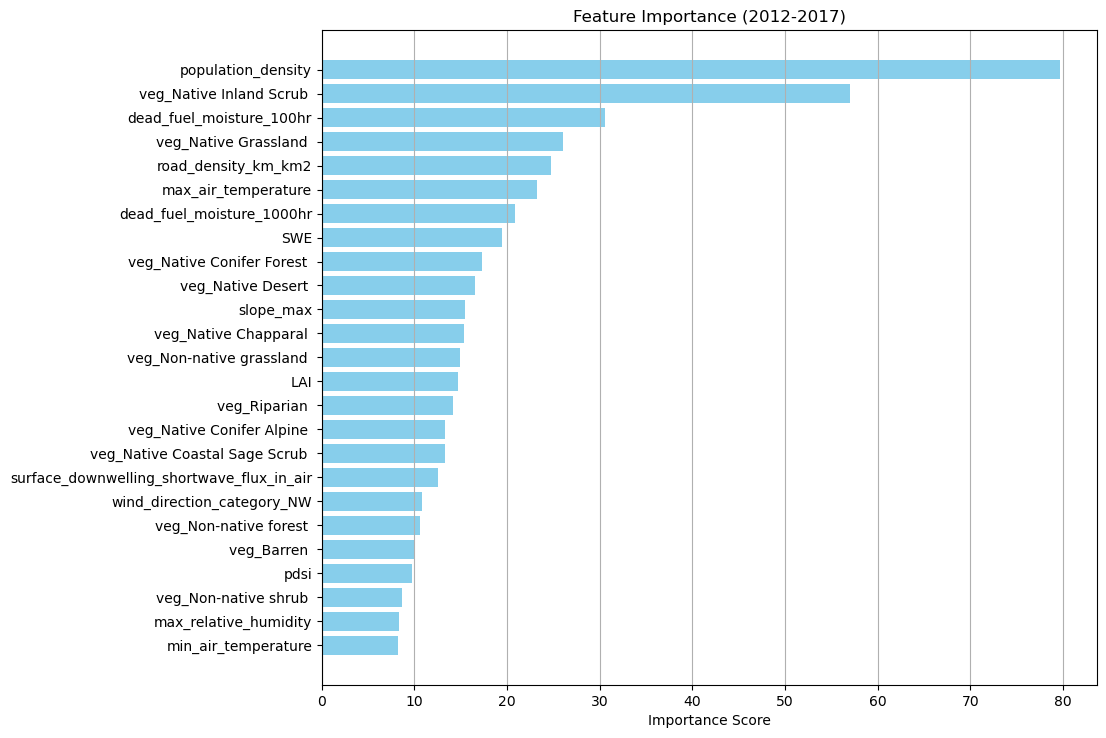 Feature Importance (2012-2017)
population_density
veg_Native Inland Scrub
dead_fuel_moisture_100hr
veg_Native Grassland
road_density_km_km2
max_air_temperature
dead_fuel_moisture_1000hr
SWE
veg_Native Conifer Forest
veg_Native Desert
slope_max
veg_Native Chapparal
veg_Non-native grassland
LAI
veg_Riparian
veg_Native Conifer Alpine
veg_Native Coastal Sage Scrub
surface_downwelling_shortwave_flux_in_air
wind_direction_category_NW
veg_Non-native forest
veg_Barren
pdsi
veg_Non-native shrub
max_relative_humidity
min_air_temperature
0 10 20 30 40 50 60 70 80
Importance Score